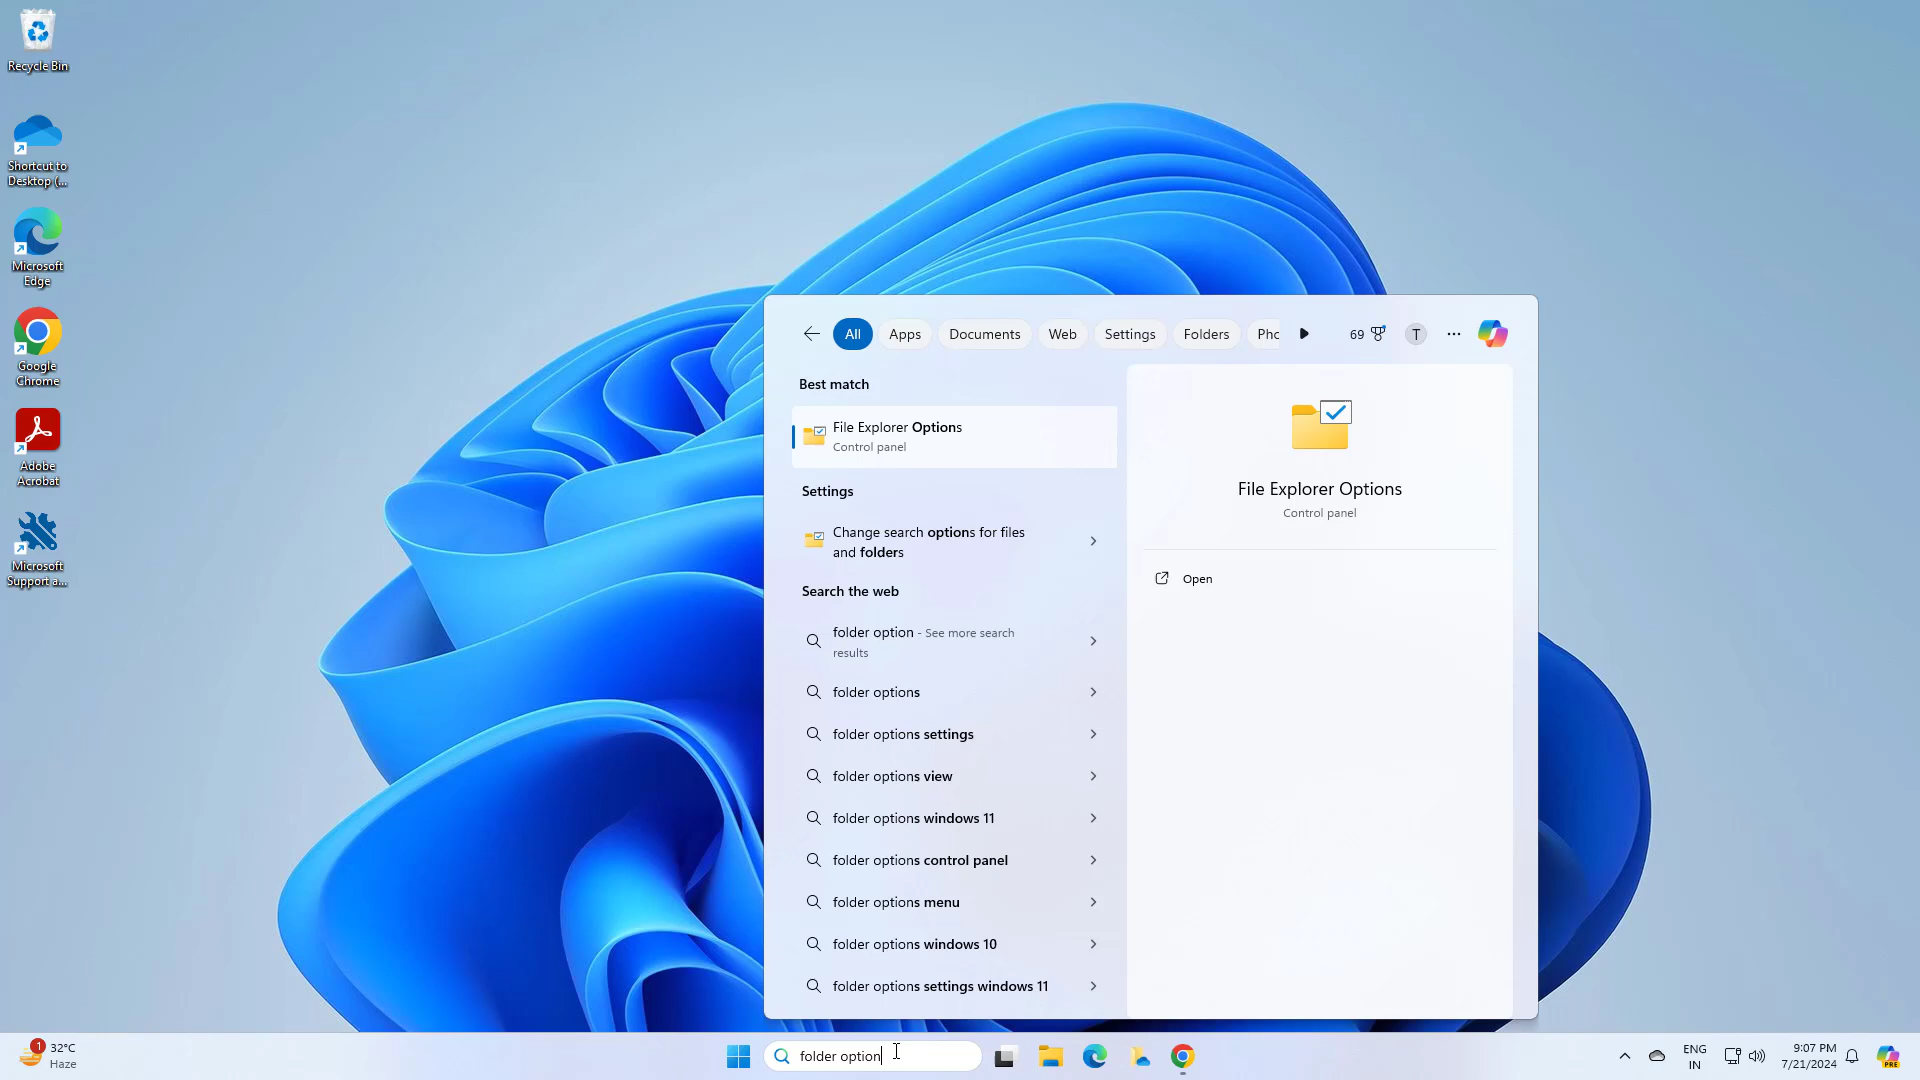 Recycle Bin
Shortcut to
Desktop (...
Microsoft
Edge
Google
Chrome
Adobe
Acrobat
Microsoft
Support a...
All
Apps
Documents
Web
Settings
Folders
Pho
69
T
Best match
File Explorer Options
Control panel
Settings
Change search options for files
and folders
Search the web
folder option - See more search
results
folder options
folder options settings
folder options view
folder options windows 11
folder options control panel
folder options menu
folder options windows 10
folder options settings windows 11
File Explorer Options
Control panel
Open
1
32°C
Haze
folder option
ENG
IN
9:07 PM
7/21/2024
PRE